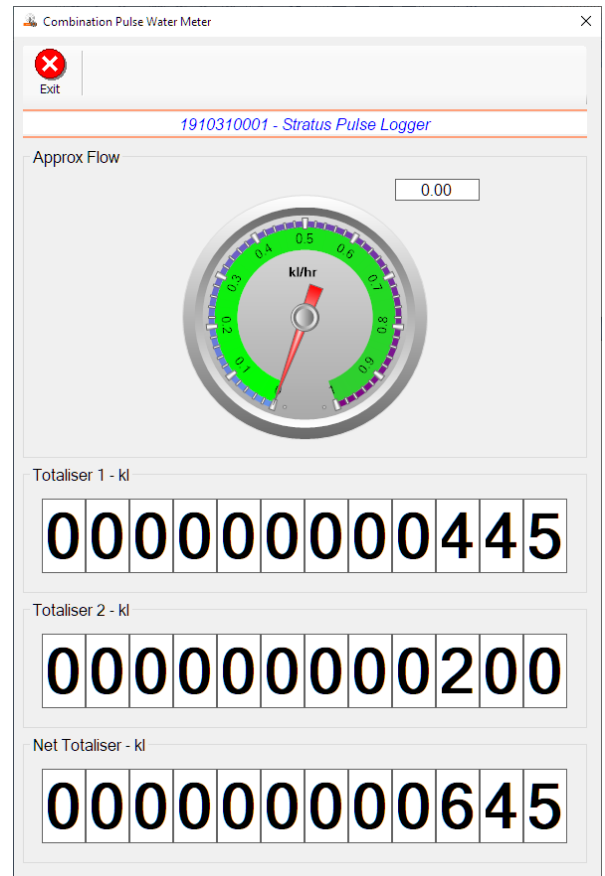 Combination Pulse Water Meter
Exit
1910310001 - Stratus Pulse Logger
Approx Flow
0.00
0 0.1 0.2 0.3 0.4 0.5 0.6 0.7 0.8 0.9 1
kl/hr
Totaliser 1 - kl
000000000445
Totaliser 2 - kl
000000000200
Net Totaliser - kl
000000000645